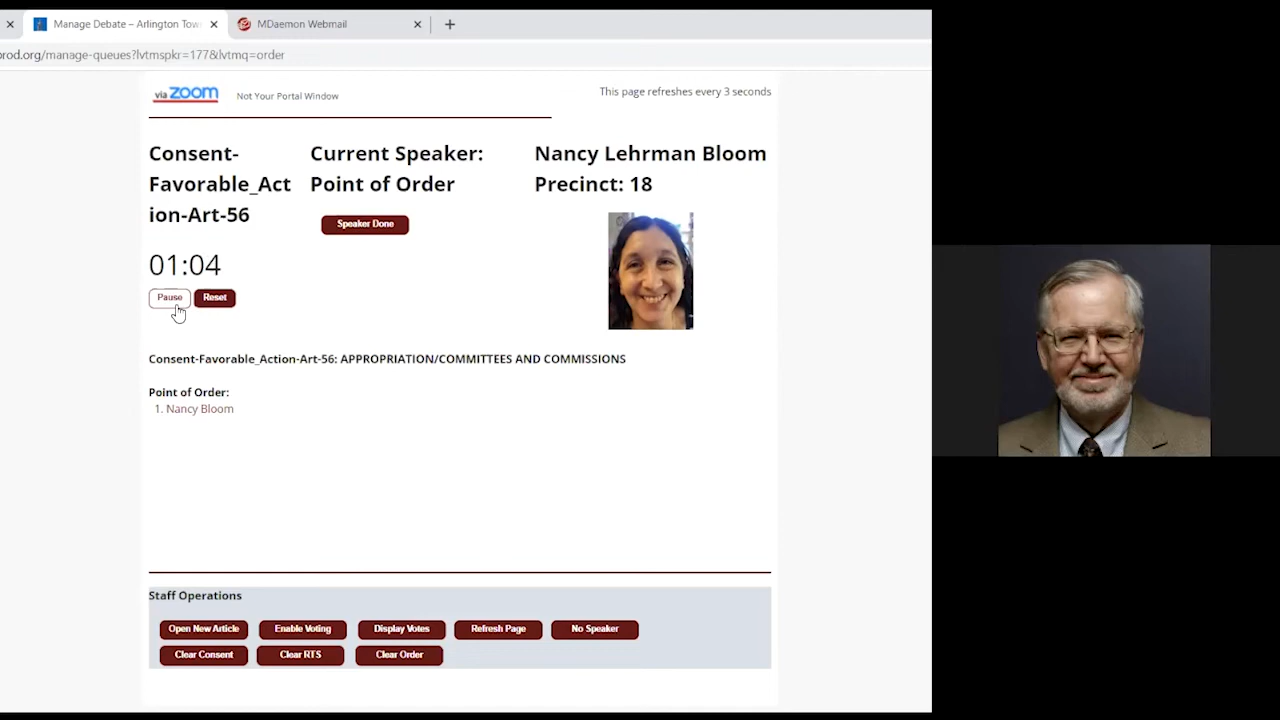 Manage Debate – Arlington Tow
MDaemon Webmail
prod.org/manage-queues?lvtmspkr=177&lvtmq=order
via zoom
Not Your Portal Window
This page refreshes every 3 seconds
Consent-
Favorable_Act
ion-Art-56
Current Speaker:
Point of Order
Speaker Done
Nancy Lehrman Bloom
Precinct: 18
01:04
Pause
Reset
Consent-Favorable_Action-Art-56: APPROPRIATION/COMMITTEES AND COMMISSIONS
Point of Order:
1. Nancy Bloom
Staff Operations
Open New Article
Enable Voting
Display Votes
Refresh Page
No Speaker
Clear Consent
Clear RTS
Clear Order